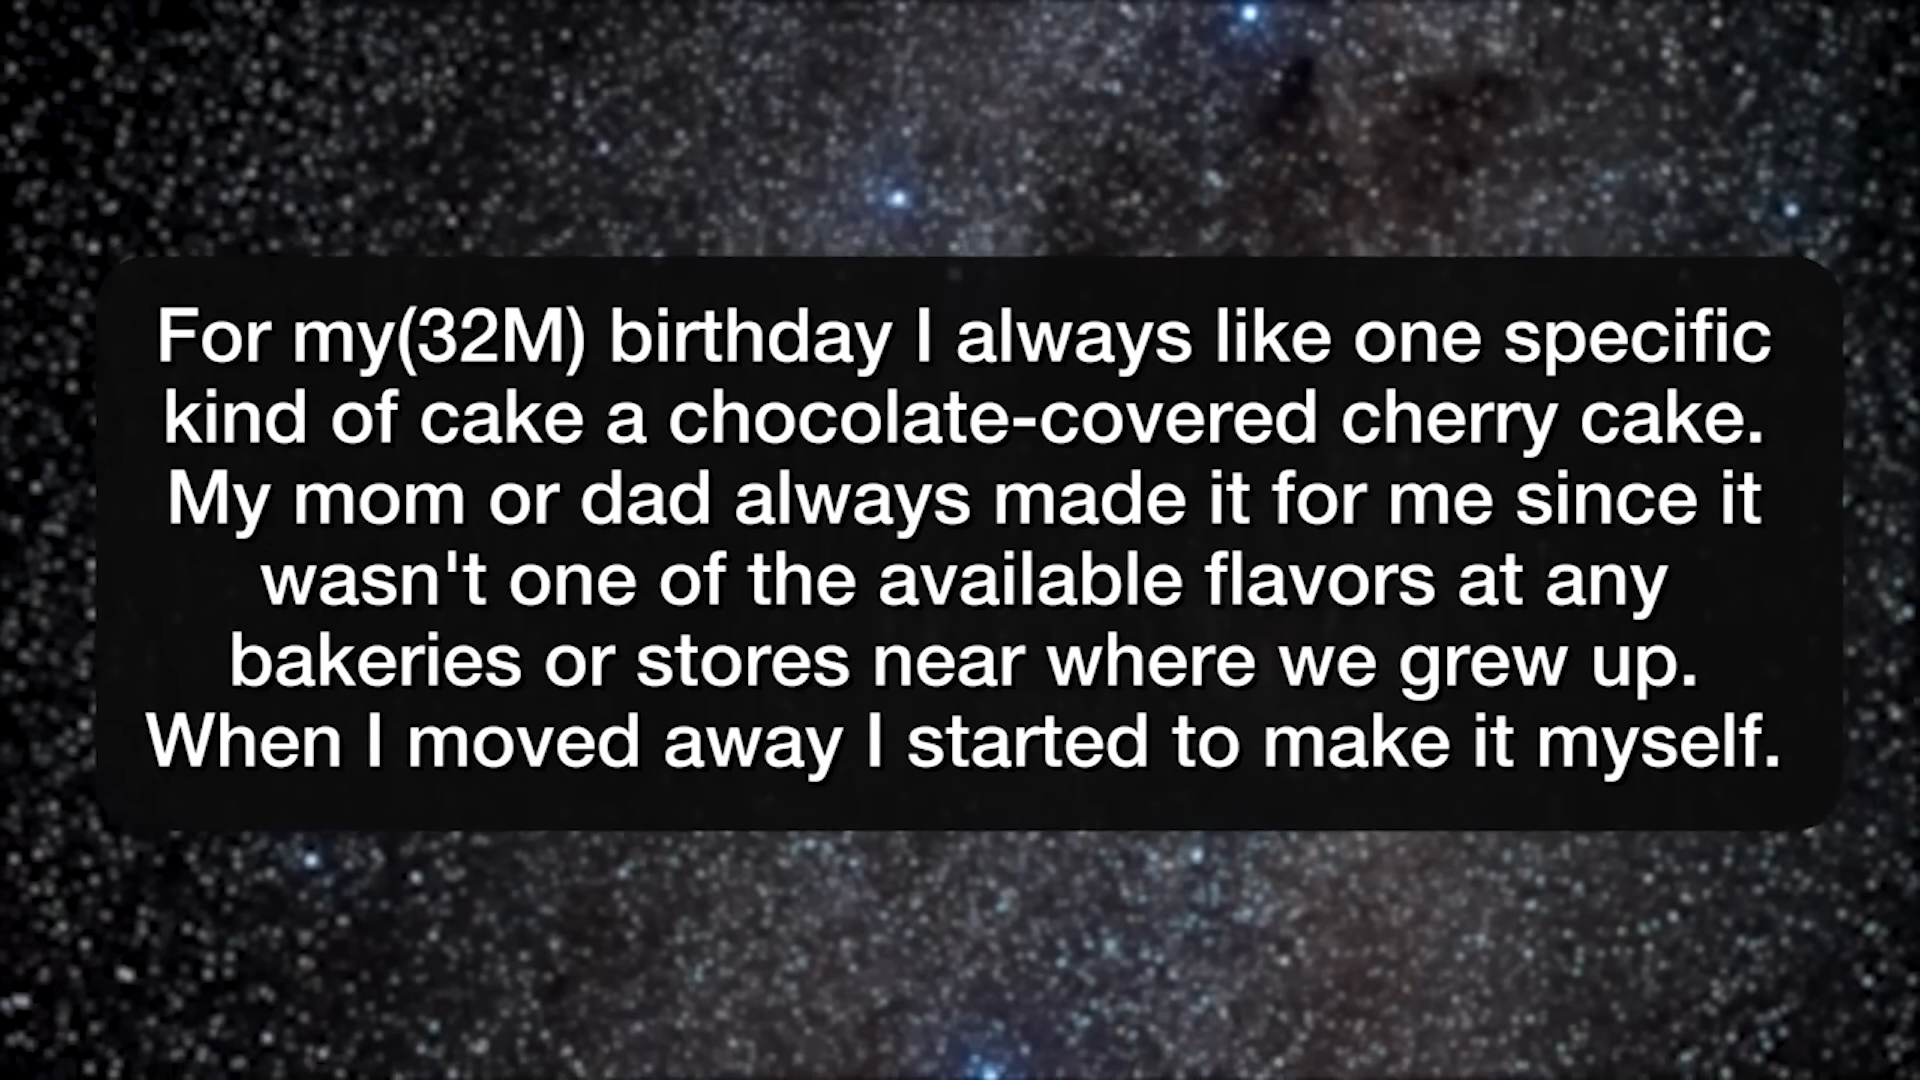 For my(32M) birthday I always like one specific
kind of cake a chocolate-covered cherry cake.
My mom or dad always made it for me since it
wasn't one of the available flavors at any
bakeries or stores near where we grew up.
When I moved away I started to make it myself.